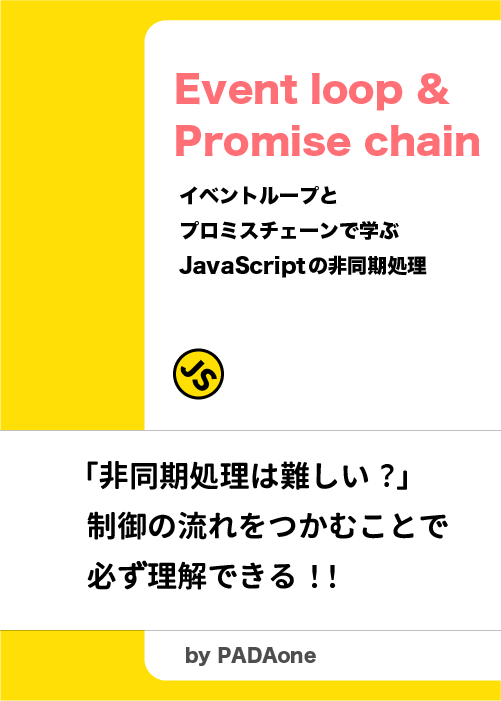 Event loop &
Promise chain
イベントループと
プロミスチェーンで学ぶ
JavaScriptの非同期処理
JS
「非同期処理は難しい?」
制御の流れをつかむことで
必ず理解できる!!
by PADAone